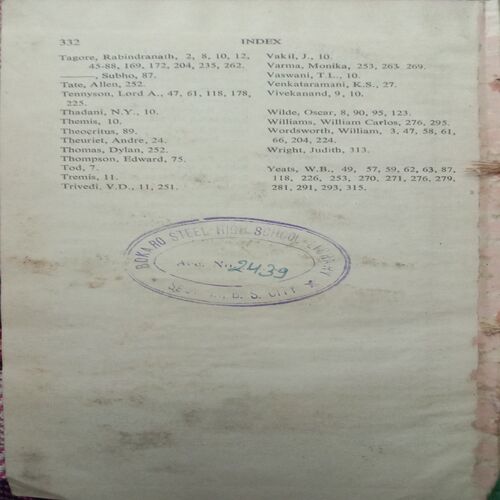 332
INDEX
Tagore, Rabindranath, 2, 8, 10, 12,
45-88, 169, 172, 204, 235, 262.
———, Subho, 87.
Tate, Allen, 252.
Tennyson, Lord A., 47, 61, 118, 178,
225.
Thadani, N.Y., 10.
Themis, 10.
Theocritus, 89.
Theuriet, Andre, 24.
Thomas, Dylan, 252.
Thompson, Edward, 75.
Tod, 7.
Tremis, 11.
Trivedi, V.D., 11, 251.
Vakil, J., 10.
Varma, Monika, 253, 263, 269.
Vaswani, T.L., 10.
Venkataramani, K.S., 27.
Vivekanand, 9, 10.
Wilde, Oscar, 8, 90, 95, 123.
Williams, William Carlos, 276, 295.
Wordsworth, William, 3, 47, 58, 61,
66, 204, 224.
Wright, Judith, 313.
Yeats, W.B., 49, 57, 59, 62, 63, 87,
118, 226, 253, 270, 271, 276, 279,
281, 291, 293, 315.
BOKARO STEEL HIGH SCHOOL LIBRARY
Acc. No. 2439
B. S. CITY